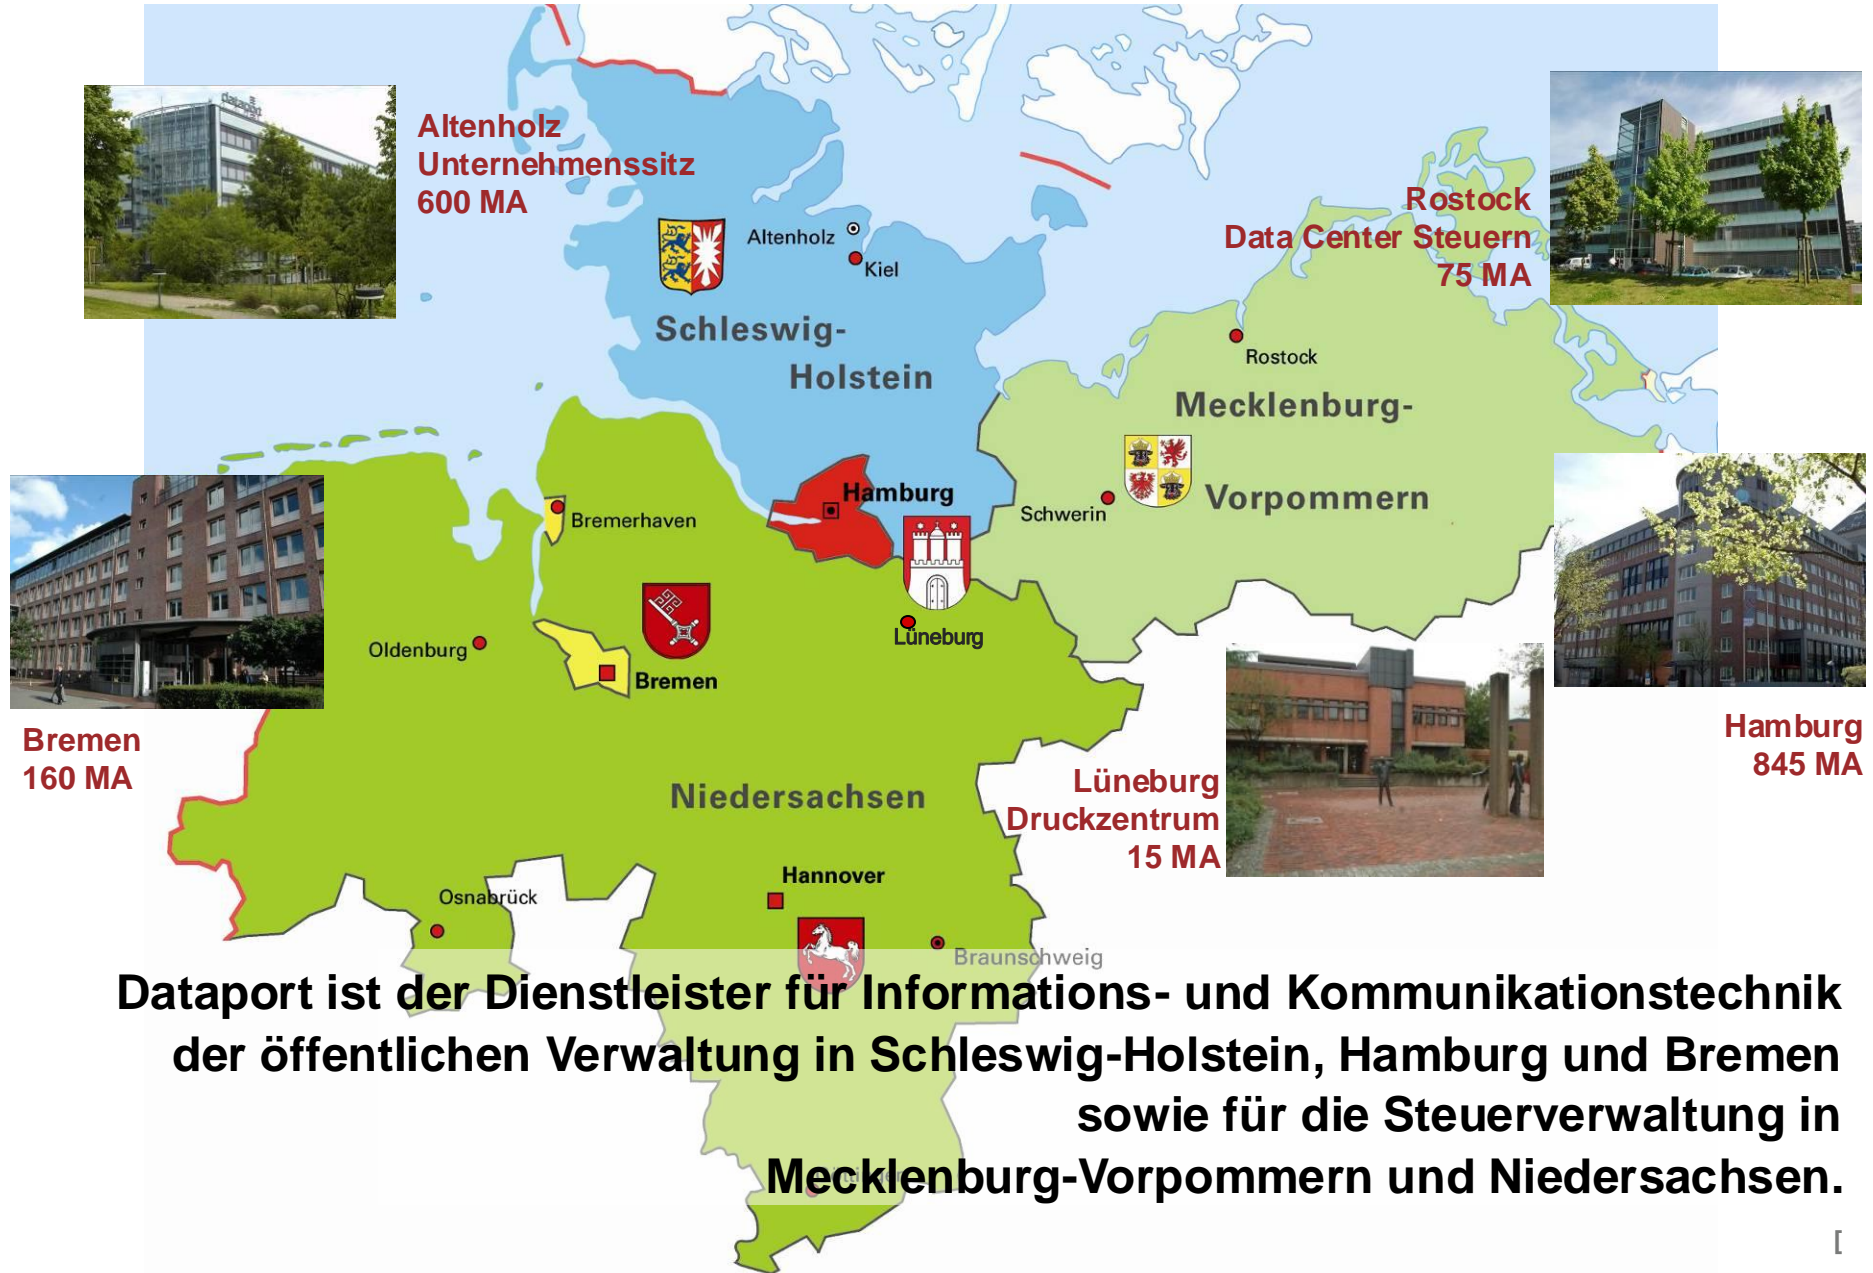 dataport
Altenholz
Unternehmenssitz
600 MA
Rostock
Data Center Steuern
75 MA
Altenholz
Kiel
Schleswig-
Holstein
Rostock
Mecklenburg-
Vorpommern
Hamburg
Schwerin
Bremerhaven
Lüneburg
Oldenburg
Bremen
Bremen
160 MA
Hamburg
845 MA
Lüneburg
Druckzentrum
15 MA
Niedersachsen
Hannover
Osnabrück
Braunschweig
Dataport ist der Dienstleister für Informations- und Kommunikationstechnik
der öffentlichen Verwaltung in Schleswig-Holstein, Hamburg und Bremen
sowie für die Steuerverwaltung in
Mecklenburg-Vorpommern und Niedersachsen.
[